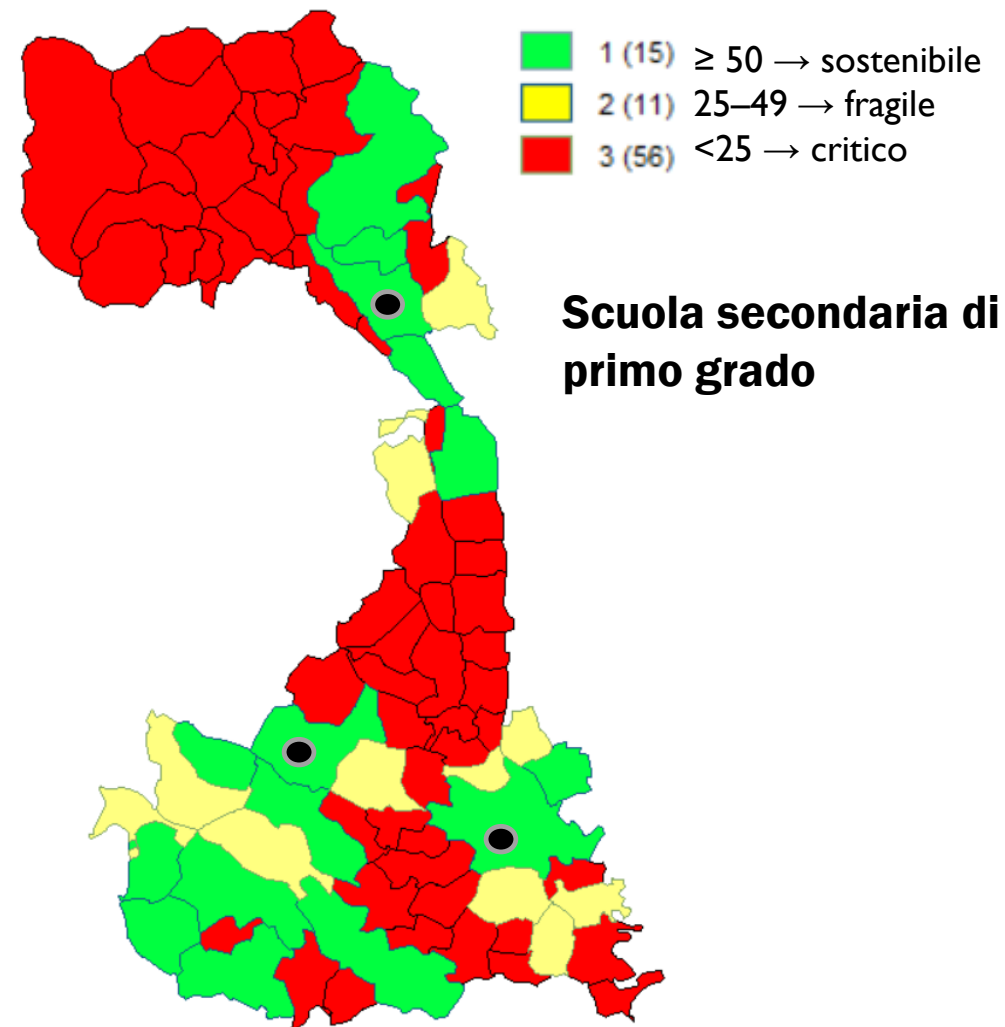 1 (15) ≥ 50 → sostenibile
2 (11) 25–49 → fragile
3 (56) <25 → critico
Scuola secondaria di
primo grado